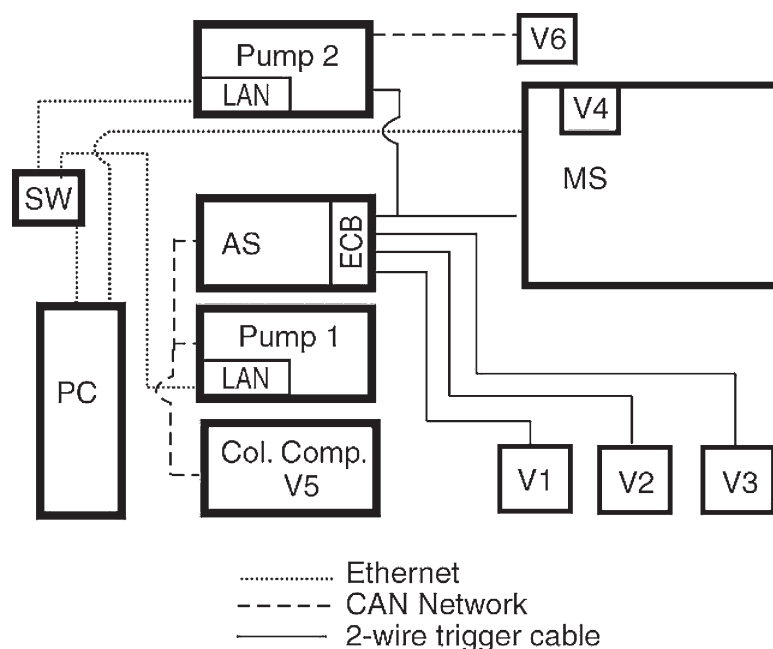 Pump 2
LAN
V6
V4
MS
SW
AS
ECB
Pump 1
LAN
PC
Col. Comp.
V5
V1
V2
V3
Ethernet
CAN Network
2-wire trigger cable